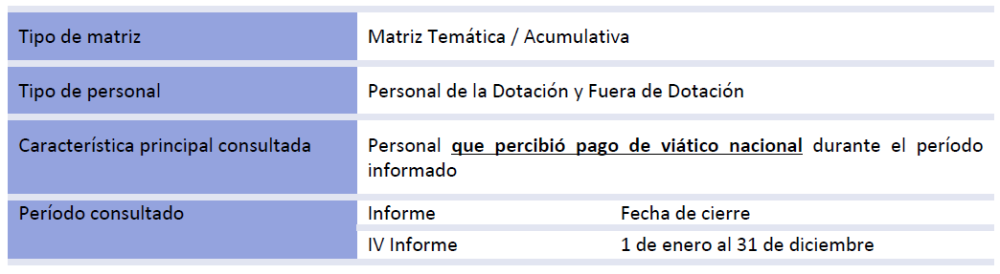 Tipo de matriz
Matriz Temática / Acumulativa
Tipo de personal
Personal de la Dotación y Fuera de Dotación
Característica principal consultada
Personal que percibió pago de viático nacional durante el período
informado
Período consultado
Informe
Fecha de cierre
IV Informe
1 de enero al 31 de diciembre